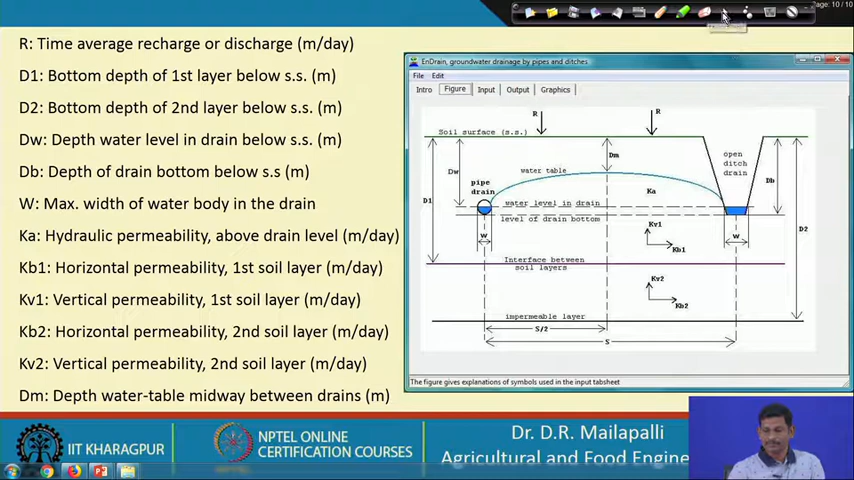 Page: 10 / 10
R: Time average recharge or discharge (m/day)
D1: Bottom depth of 1st layer below s.s. (m)
D2: Bottom depth of 2nd layer below s.s. (m)
Dw: Depth water level in drain below s.s. (m)
Db: Depth of drain bottom below s.s (m)
W: Max. width of water body in the drain
Ka: Hydraulic permeability, above drain level (m/day)
Kb1: Horizontal permeability, 1st soil layer (m/day)
Kv1: Vertical permeability, 1st soil layer (m/day)
Kb2: Horizontal permeability, 2nd soil layer (m/day)
Kv2: Vertical permeability, 2nd soil layer (m/day)
Dm: Depth water-table midway between drains (m)
EnDrain, groundwater drainage by pipes and ditches
File Edit
Intro Figure Input Output Graphics
R R
Soil surface (s.s.)
Dm
open
ditch
drain
Dw
water table
pipe
drain
Ka
Db
D1
water level in drain
level of drain bottom
Kv1
W
Kb1
W
D2
Interface between
soil layers
Kv2
Kb2
impermeable layer
S/2
S
The figure gives explanations of symbols used in the input tabsheet
IIT KHARAGPUR
NPTEL ONLINE
CERTIFICATION COURSES
Dr. D.R. Mailapalli
Agricultural and Food Engine